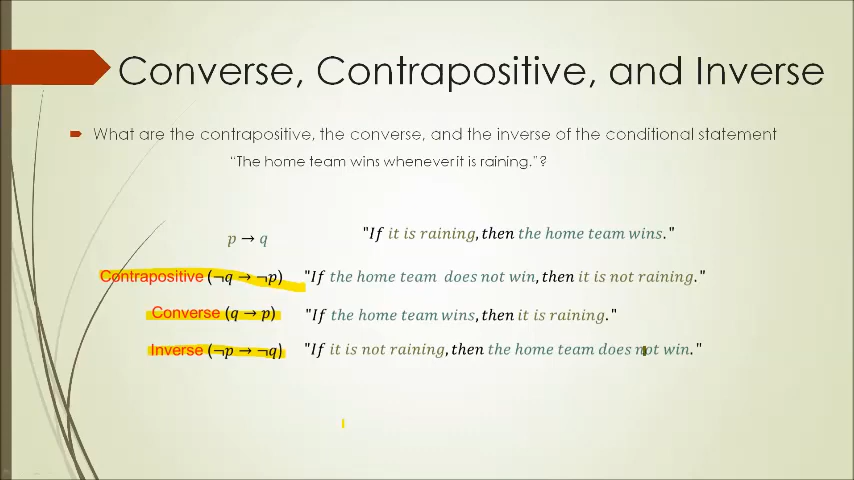 Converse, Contrapositive, and Inverse
What are the contrapositive, the converse, and the inverse of the conditional statement
"The home team wins whenever it is raining."?
p → q "If it is raining, then the home team wins."
Contrapositive (¬q → ¬p) "If the home team does not win, then it is not raining."
Converse (q → p) "If the home team wins, then it is raining."
Inverse (¬p → ¬q) "If it is not raining, then the home team does not win."